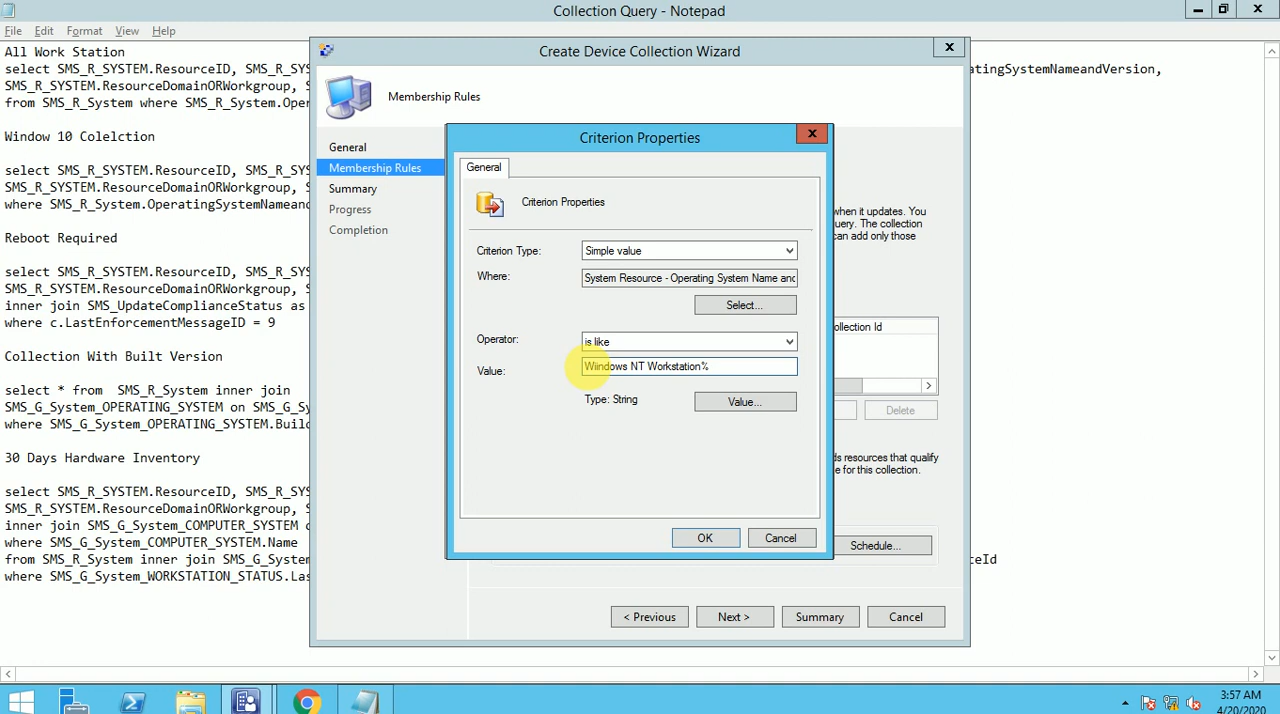 Collection Query - Notepad
File Edit Format View Help
All Work Station
select SMS_R_SYSTEM.ResourceID, SMS_R_SYS
atingSystemNameandVersion,
SMS_R_SYSTEM.ResourceDomainORWorkgroup, S
from SMS_R_System where SMS_R_System.Oper
Window 10 Colelction
select SMS_R_SYSTEM.ResourceID, SMS_R_SYS
SMS_R_SYSTEM.ResourceDomainORWorkgroup, S
where SMS_R_System.OperatingSystemNamean
Reboot Required
select SMS_R_SYSTEM.ResourceID, SMS_R_SYS
SMS_R_SYSTEM.ResourceDomainORWorkgroup, S
inner join SMS_UpdateComplianceStatus as
where c.LastEnforcementMessageID = 9
Collection With Built Version
select * from SMS_R_System inner join
SMS_G_System_OPERATING_SYSTEM on SMS_G_Sy
where SMS_G_System_OPERATING_SYSTEM.Buil
30 Days Hardware Inventory
select SMS_R_SYSTEM.ResourceID, SMS_R_SYS
SMS_R_SYSTEM.ResourceDomainORWorkgroup, S
inner join SMS_G_System_COMPUTER_SYSTEM o
where SMS_G_System_COMPUTER_SYSTEM.Name
from SMS_R_System inner join SMS_G_System
ceId
where SMS_G_System_WORKSTATION_STATUS.Las
Create Device Collection Wizard
Membership Rules
General
Membership Rules
Summary
Progress
Completion
when it updates. You
query. The collection
can add only those
ollection Id
Delete
ds resources that qualify
e for this collection.
Schedule...
< Previous
Next >
Summary
Cancel
Criterion Properties
General
Criterion Properties
Criterion Type: Simple value
Where: System Resource - Operating System Name and
Select...
Operator: is like
Value: Windows NT Workstation%
Type: String
Value...
OK
Cancel
3:57 AM
4/20/2020